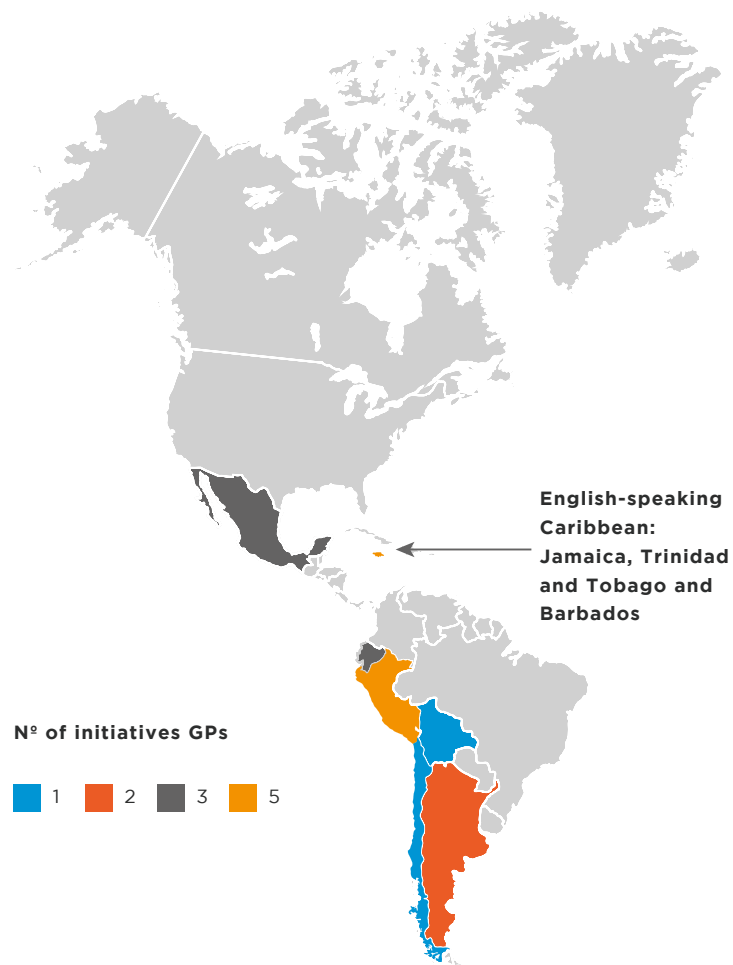 English-speaking
Caribbean:
Jamaica, Trinidad
and Tobago and
Barbados
Nº of initiatives GPs
1 2 3 5